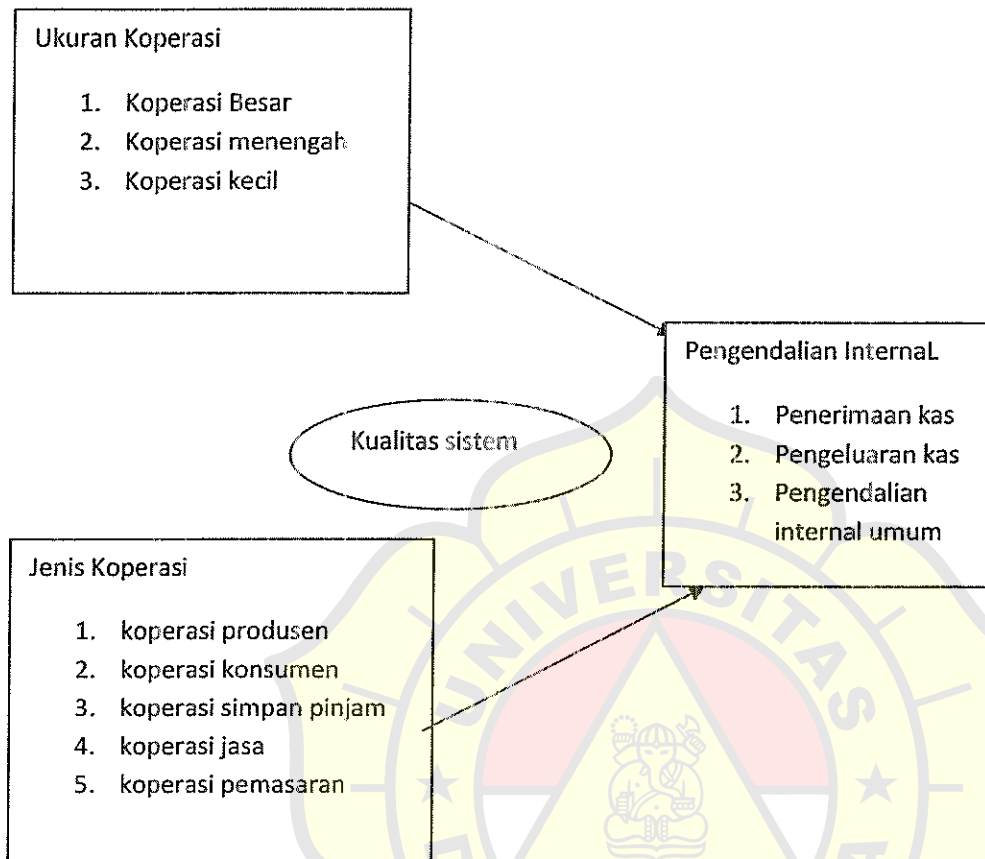 Ukuran Koperasi
1. Koperasi Besar
2. Koperasi menengah
3. Koperasi kecil
Pengendalian InternaL
1. Penerimaan kas
2. Pengeluaran kas
3. Pengendalian
internal umum
Kualitas sistem
Jenis Koperasi
1. koperasi produsen
2. koperasi konsumen
3. koperasi simpan pinjam
4. koperasi jasa
5. koperasi pemasaran
UNIVERSITAS